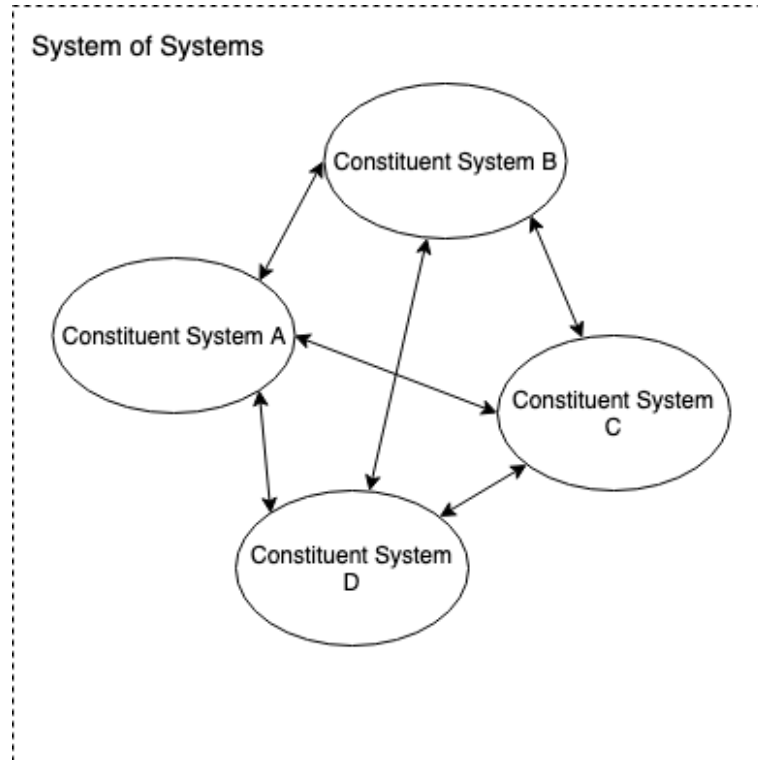 System of Systems
Constituent System B
Constituent System A
Constituent System
C
Constituent System
D